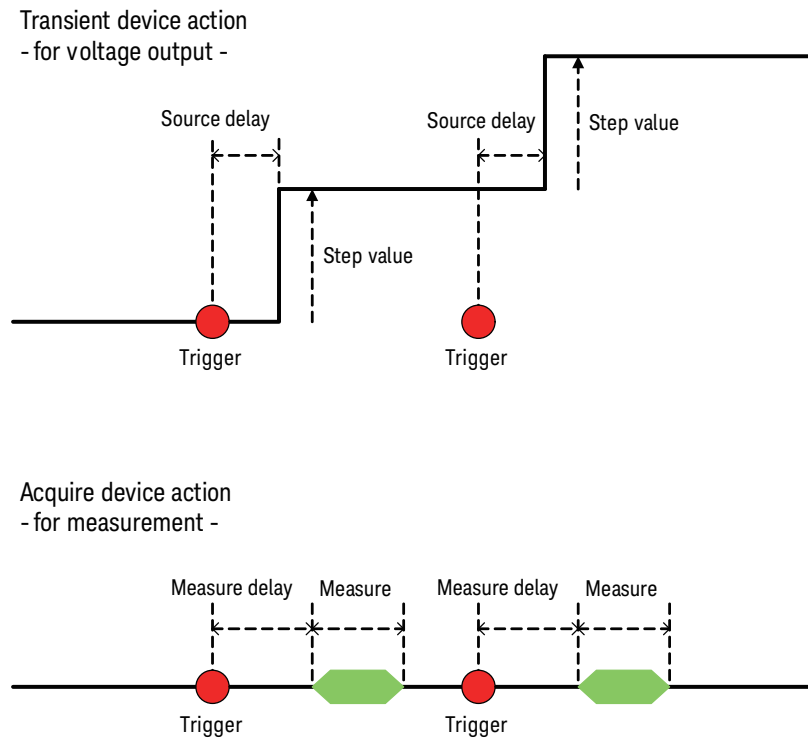 Transient device action
- for voltage output -
Source delay
Source delay
Step value
Step value
Trigger
Trigger
Acquire device action
- for measurement -
Measure delay
Measure
Measure delay
Measure
Trigger
Trigger